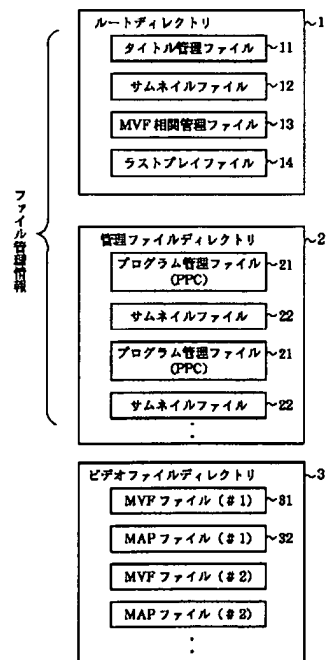 ルートディレクトリ
1
タイトル管理ファイル
11
サムネイルファイル
12
MVF相関管理ファイル
13
ラストプレイファイル
14
ファイル管理情報
管理ファイルディレクトリ
2
プログラム管理ファイル
(PPC)
21
サムネイルファイル
22
プログラム管理ファイル
(PPC)
21
サムネイルファイル
22
ビデオファイルディレクトリ
3
MVFファイル(#1)
31
MAPファイル(#1)
32
MVFファイル(#2)
MAPファイル(#2)